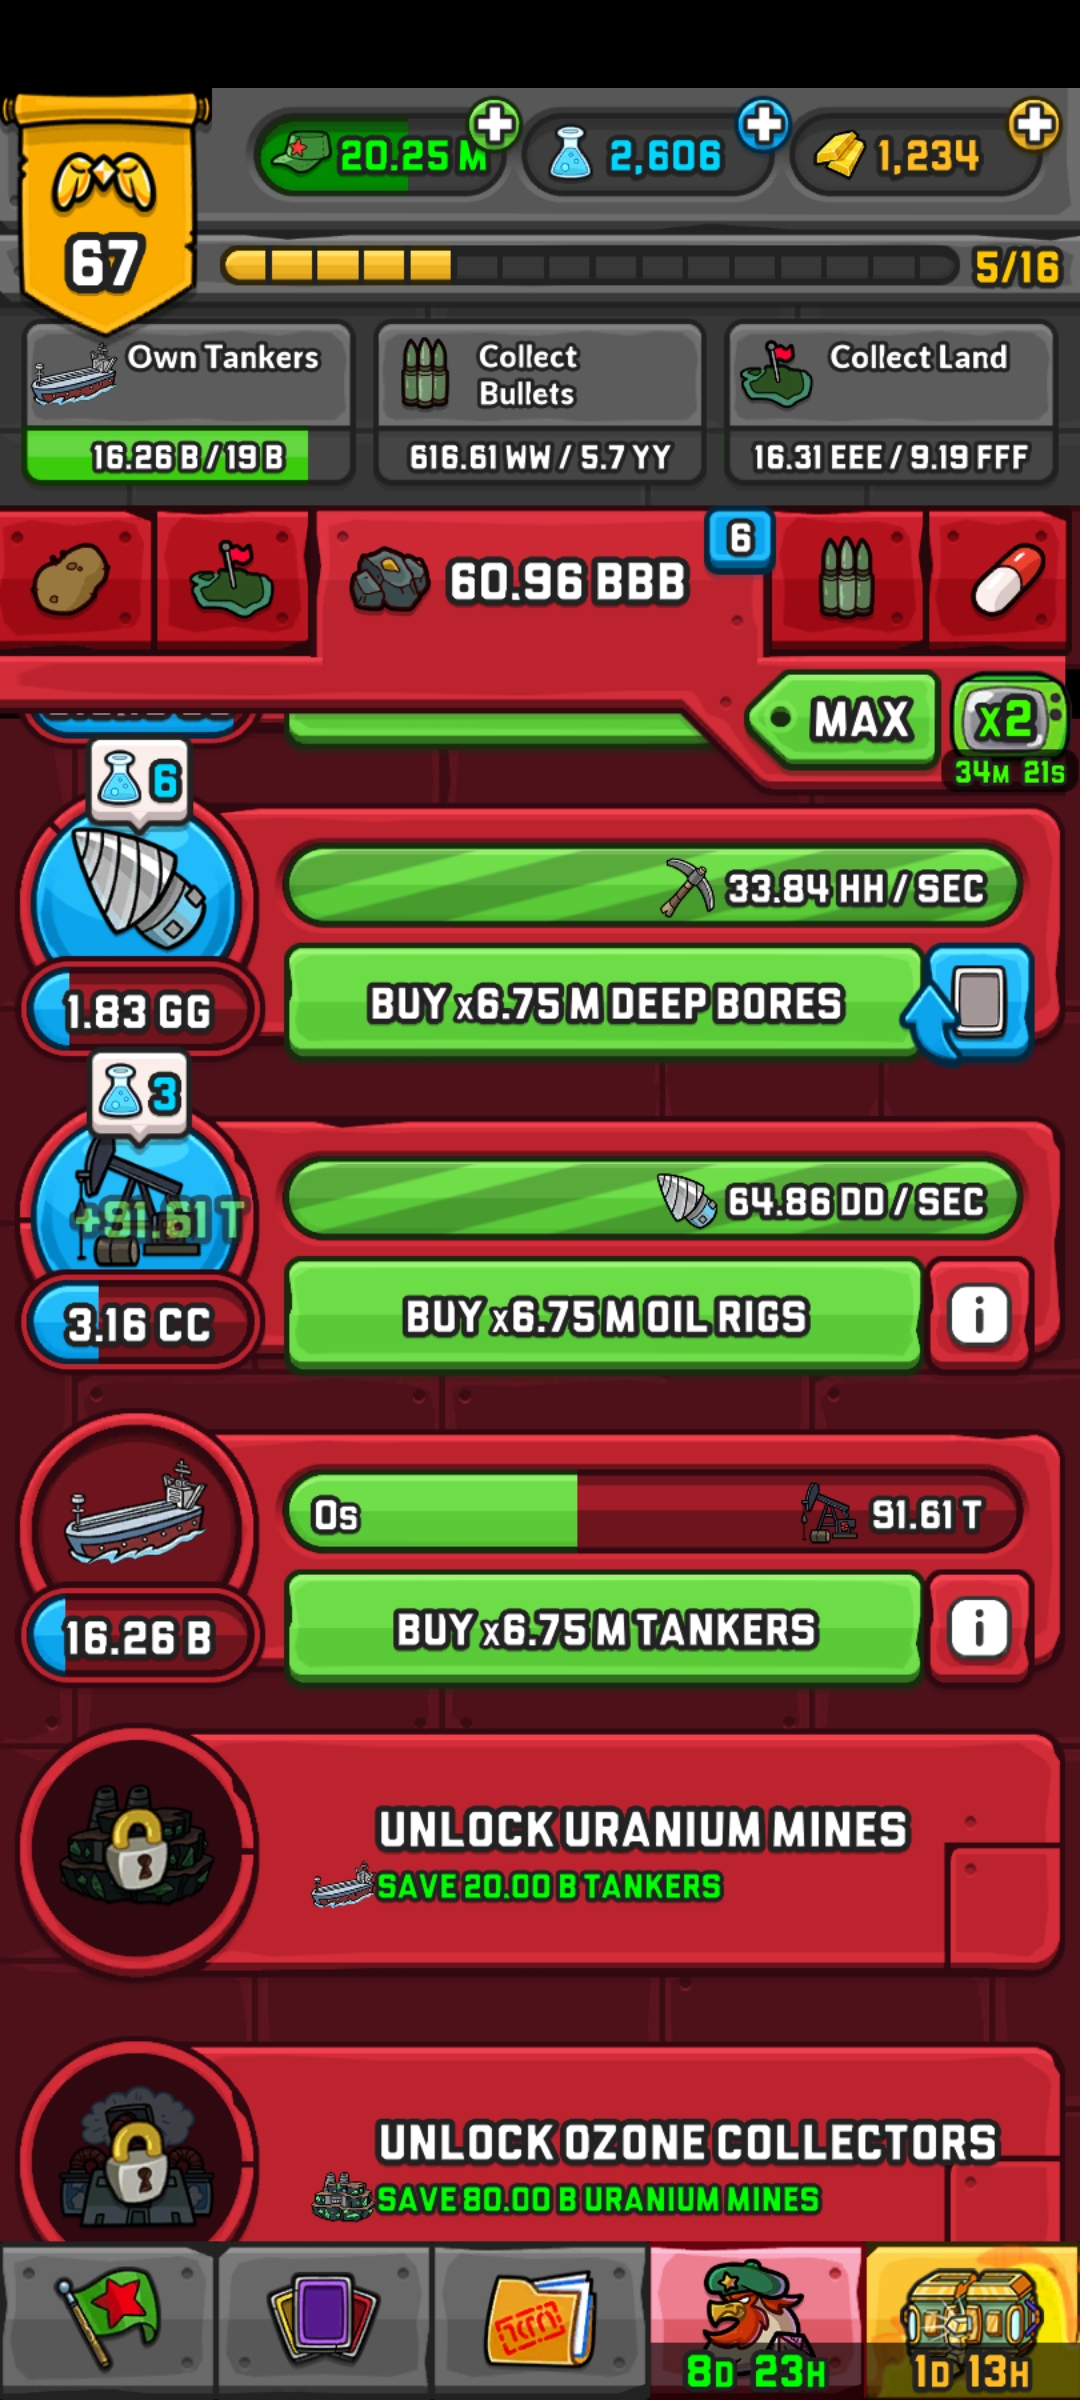 67
20.25 M
2,606
1,234
5/16
Own Tankers
16.26 B / 19 B
Collect
Bullets
616.61 WW / 5.7 YY
Collect Land
16.31 EEE / 9.19 FFF
60.96 BBB
6
MAX
x2
34M 21S
6
33.84 HH / SEC
1.83 GG
BUY x6.75 M DEEP BORES
3
+91.61 T
64.86 DD / SEC
3.16 CC
BUY x6.75 M OIL RIGS
i
0s
91.61 T
16.26 B
BUY x6.75 M TANKERS
i
UNLOCK URANIUM MINES
SAVE 20.00 B TANKERS
UNLOCK OZONE COLLECTORS
SAVE 80.00 B URANIUM MINES
8D 23H
1D 13H